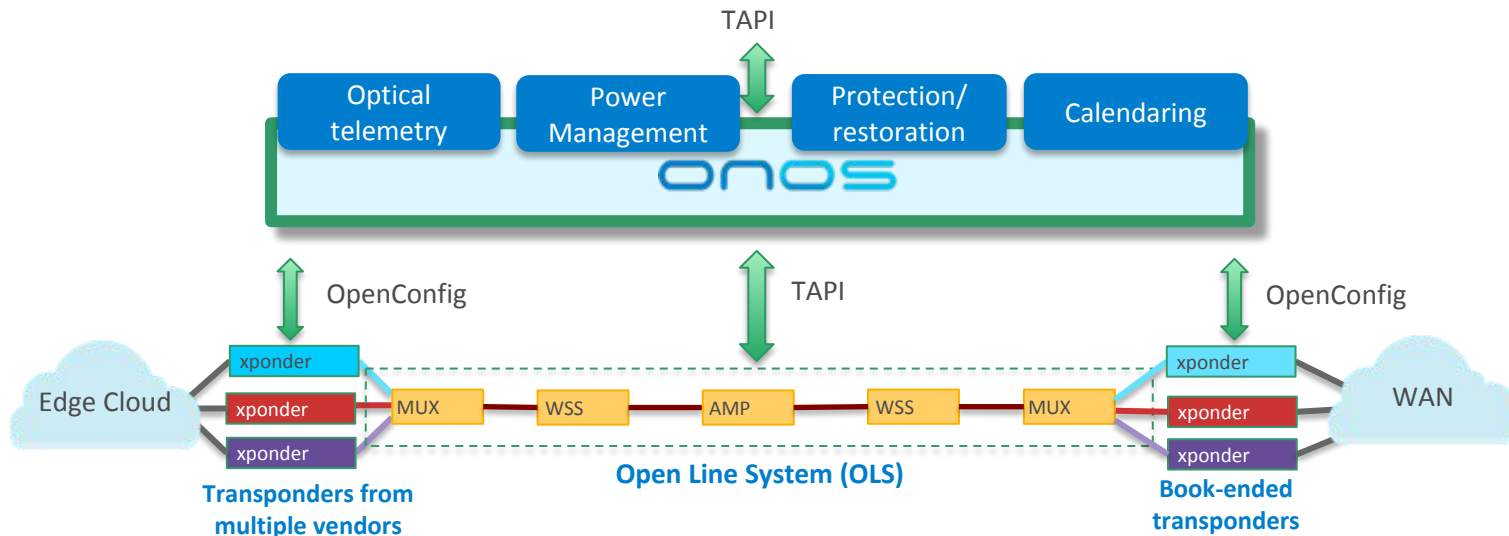 TAPI
Optical
telemetry
Power
Management
Protection/
restoration
Calendaring
onos
OpenConfig
TAPI
OpenConfig
Edge Cloud
xponder
xponder
xponder
MUX
WSS
AMP
WSS
MUX
xponder
xponder
xponder
WAN
Transponders from
multiple vendors
Open Line System (OLS)
Book-ended
transponders